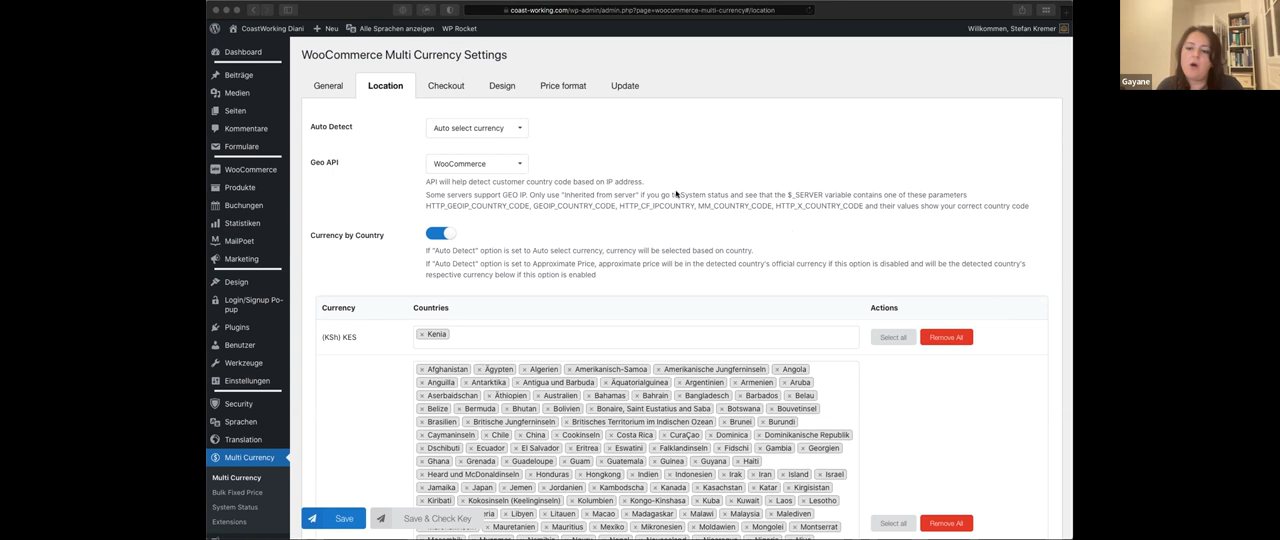 coast-working.com/wp-admin/admin.php?page=woocommerce-multi-currency#/location
CoastWorking Diani
Neu
Alle Sprachen anzeigen
WP Rocket
Willkommen, Stefan Kremer
Gayane
Dashboard
Beiträge
Medien
Seiten
Kommentare
Formulare
WooCommerce
Produkte
Buchungen
Statistiken
MailPoet
Marketing
Design
Login/Signup Po-
pup
Plugins
Benutzer
Werkzeuge
Einstellungen
Security
Sprachen
Translation
Multi Currency
Multi Currency
Bulk Fixed Price
System Status
Extensions
WooCommerce Multi Currency Settings
General Location Checkout Design Price format Update
Auto Detect
Auto select currency
Geo API
WooCommerce
API will help detect customer country code based on IP address.
Some servers support GEO IP. Only use "Inherited from server" if you go to System status and see that the $_SERVER variable contains one of these parameters
HTTP_GEOIP_COUNTRY_CODE, GEOIP_COUNTRY_CODE, HTTP_CF_IPCOUNTRY, MM_COUNTRY_CODE, HTTP_X_COUNTRY_CODE and their values show your correct country code
Currency by Country
If "Auto Detect" option is set to Auto select currency, currency will be selected based on country.
If "Auto Detect" option is set to Approximate Price, approximate price will be in the detected country's official currency if this option is disabled and will be the detected country's
respective currency below if this option is enabled
Currency Countries Actions
(KSh) KES × Kenia Select all Remove All
× Afghanistan × Ägypten × Algerien × Amerikanisch-Samoa × Amerikanische Jungferninseln × Angola
× Anguilla × Antarktika × Antigua und Barbuda × Äquatorialguinea × Argentinien × Armenien × Aruba
× Aserbaidschan × Äthiopien × Australien × Bahamas × Bahrain × Bangladesch × Barbados × Belau
× Belize × Bermuda × Bhutan × Bolivien × Bonaire, Saint Eustatius and Saba × Botswana × Bouvetinsel
× Brasilien × Britische Jungferninseln × Britisches Territorium im Indischen Ozean × Brunei × Burundi
× Caymaninseln × Chile × China × Cookinseln × Costa Rica × CuraÇao × Dominica × Dominikanische Republik
× Dschibuti × Ecuador × El Salvador × Eritrea × Eswatini × Falklandinseln × Fidschi × Gambia × Georgien
× Ghana × Grenada × Guadeloupe × Guam × Guatemala × Guinea × Guyana × Haiti
× Heard und McDonaldinseln × Honduras × Hongkong × Indien × Indonesien × Irak × Iran × Island × Israel
× Jamaika × Japan × Jemen × Jordanien × Kambodscha × Kanada × Kasachstan × Katar × Kirgisistan
× Kiribati × Kokosinseln (Keelinginseln) × Kolumbien × Kongo-Kinshasa × Kuba × Kuwait × Laos × Lesotho
× Libyen × Litauen × Macao × Madagaskar × Malawi × Malaysia × Malediven
× Mauretanien × Mauritius × Mexiko × Mikronesien × Moldawien × Mongolei × Montserrat
Select all Remove All
Save
Save & Check Key